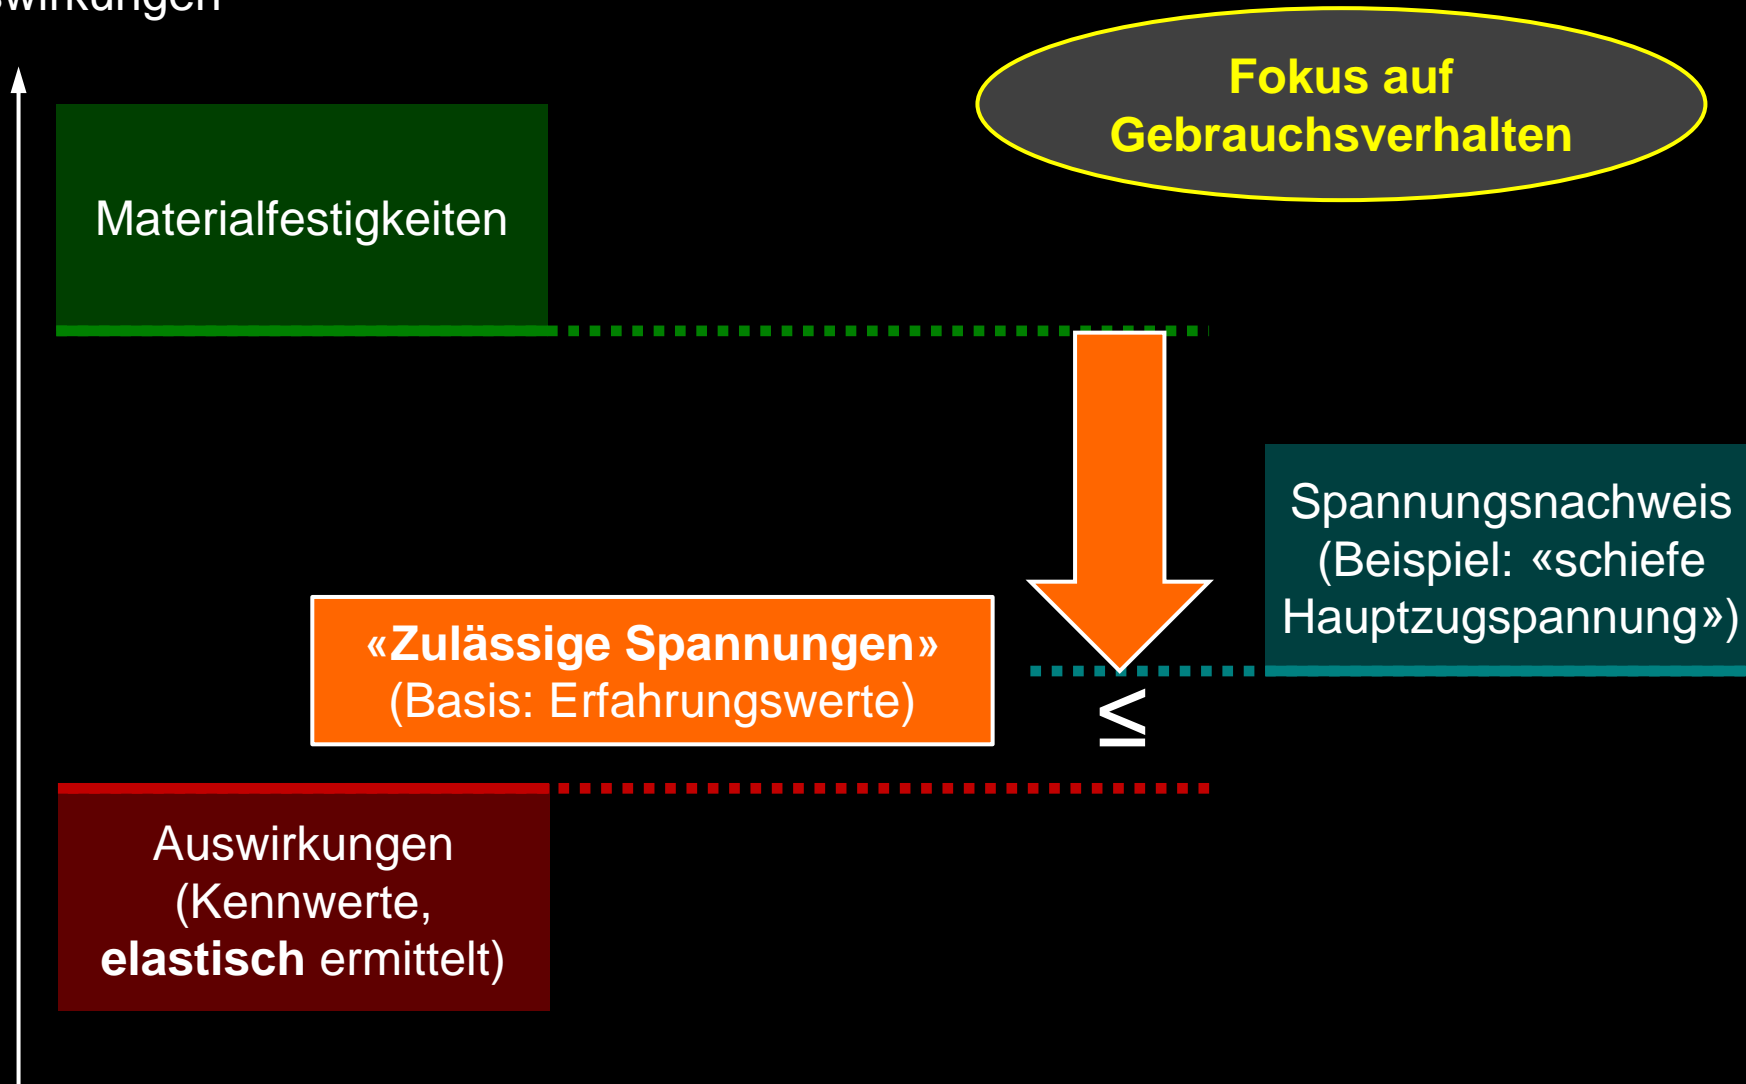 Fokus auf
Gebrauchsverhalten
Materialfestigkeiten
Spannungsnachweis
(Beispiel: «schiefe
Hauptzugspannung»)
«Zulässige Spannungen»
(Basis: Erfahrungswerte)
≤
Auswirkungen
(Kennwerte,
elastisch ermittelt)